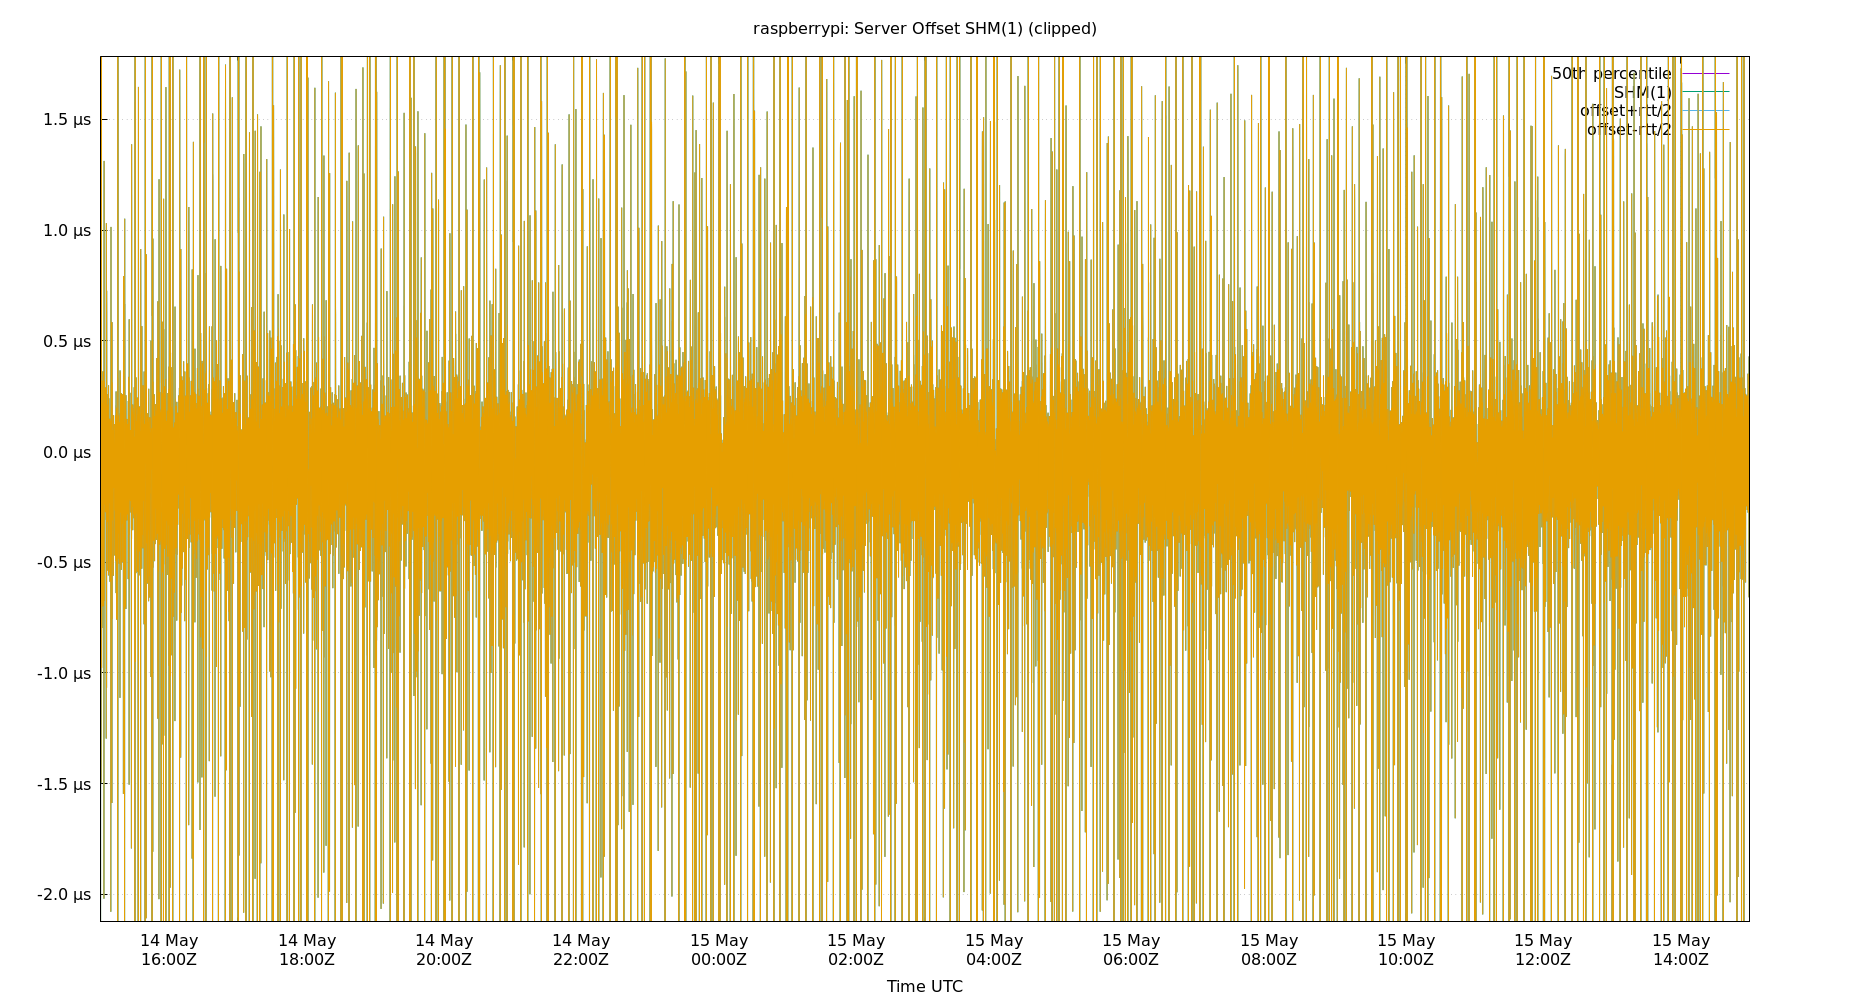 raspberrypi: Server Offset SHM(1) (clipped)
50th percentile
SHM(1)
offset+rtt/2
offset-rtt/2
1.5 µs
1.0 µs
0.5 µs
0.0 µs
-0.5 µs
-1.0 µs
-1.5 µs
-2.0 µs
14 May 14 May 14 May 14 May 15 May 15 May 15 May 15 May 15 May 15 May 15 May 15 May
16:00Z 18:00Z 20:00Z 22:00Z 00:00Z 02:00Z 04:00Z 06:00Z 08:00Z 10:00Z 12:00Z 14:00Z
Time UTC